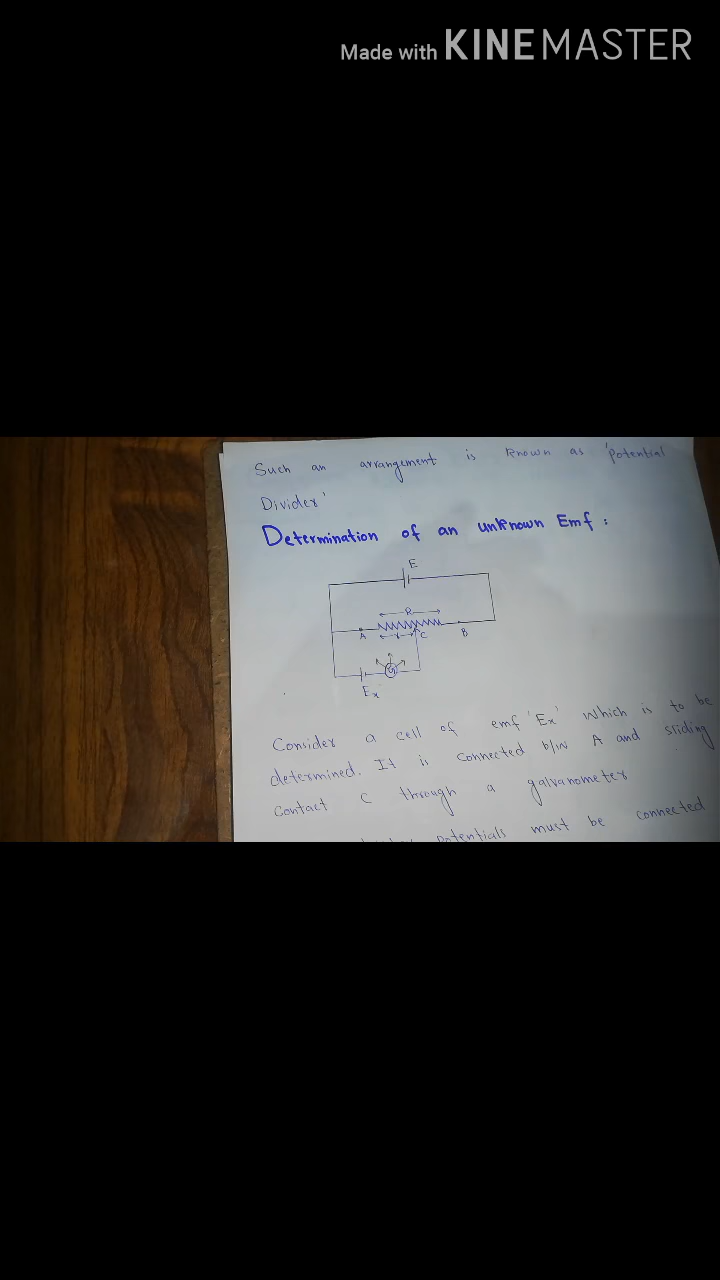 Made with KINEMASTER
Such an arrangement is known as 'Potential
Divider'
Determination of an unknown Emf :
E
R
A r C B
G
Ex
Consider a cell of emf 'Ex' which is to be
determined. It is connected b/w A and sliding
contact C through a galvanometer
potentials must be connected